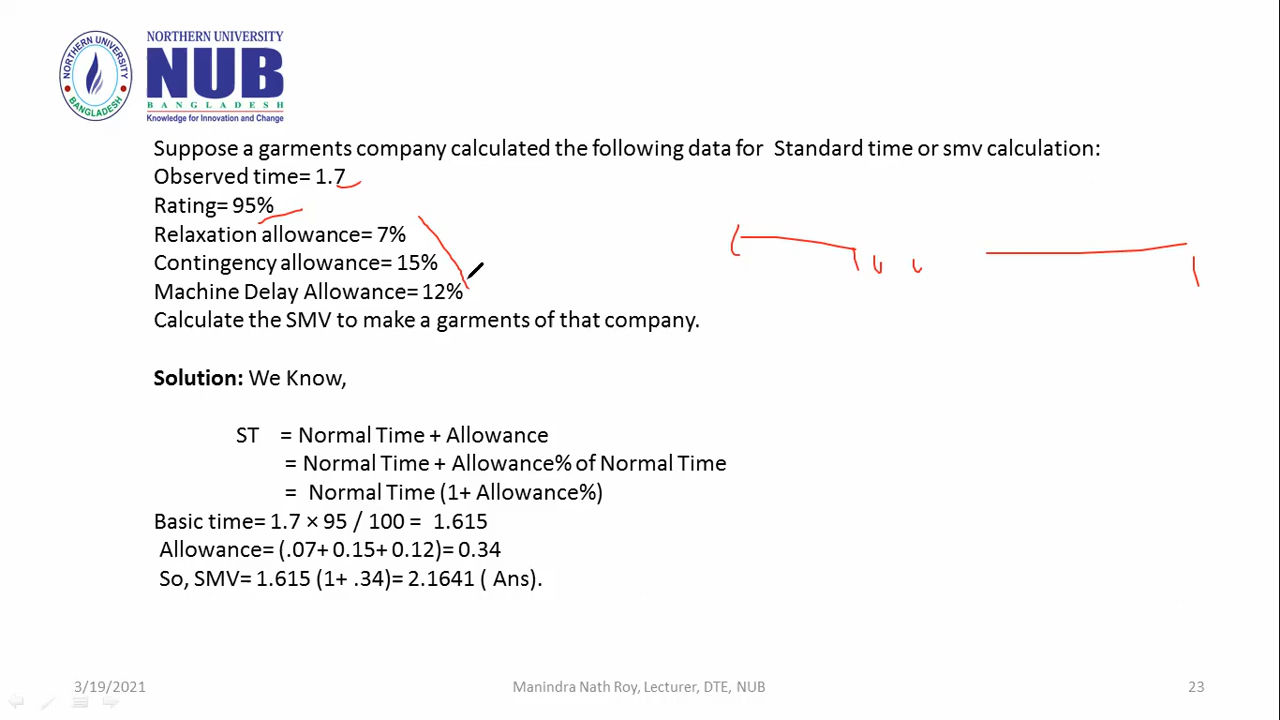 NORTHERN UNIVERSITY
NUB
BANGLADESH
Knowledge for Innovation and Change
NORTHERN UNIVERSITY
BANGLADESH
Suppose a garments company calculated the following data for Standard time or smv calculation:
Observed time= 1.7
Rating= 95%
Relaxation allowance= 7%
Contingency allowance= 15%
Machine Delay Allowance= 12%
Calculate the SMV to make a garments of that company.
Solution: We Know,
ST = Normal Time + Allowance
= Normal Time + Allowance% of Normal Time
= Normal Time (1+ Allowance%)
Basic time= 1.7 × 95 / 100 = 1.615
Allowance= (.07+ 0.15+ 0.12)= 0.34
So, SMV= 1.615 (1+ .34)= 2.1641 ( Ans).
3/19/2021
Manindra Nath Roy, Lecturer, DTE, NUB
23